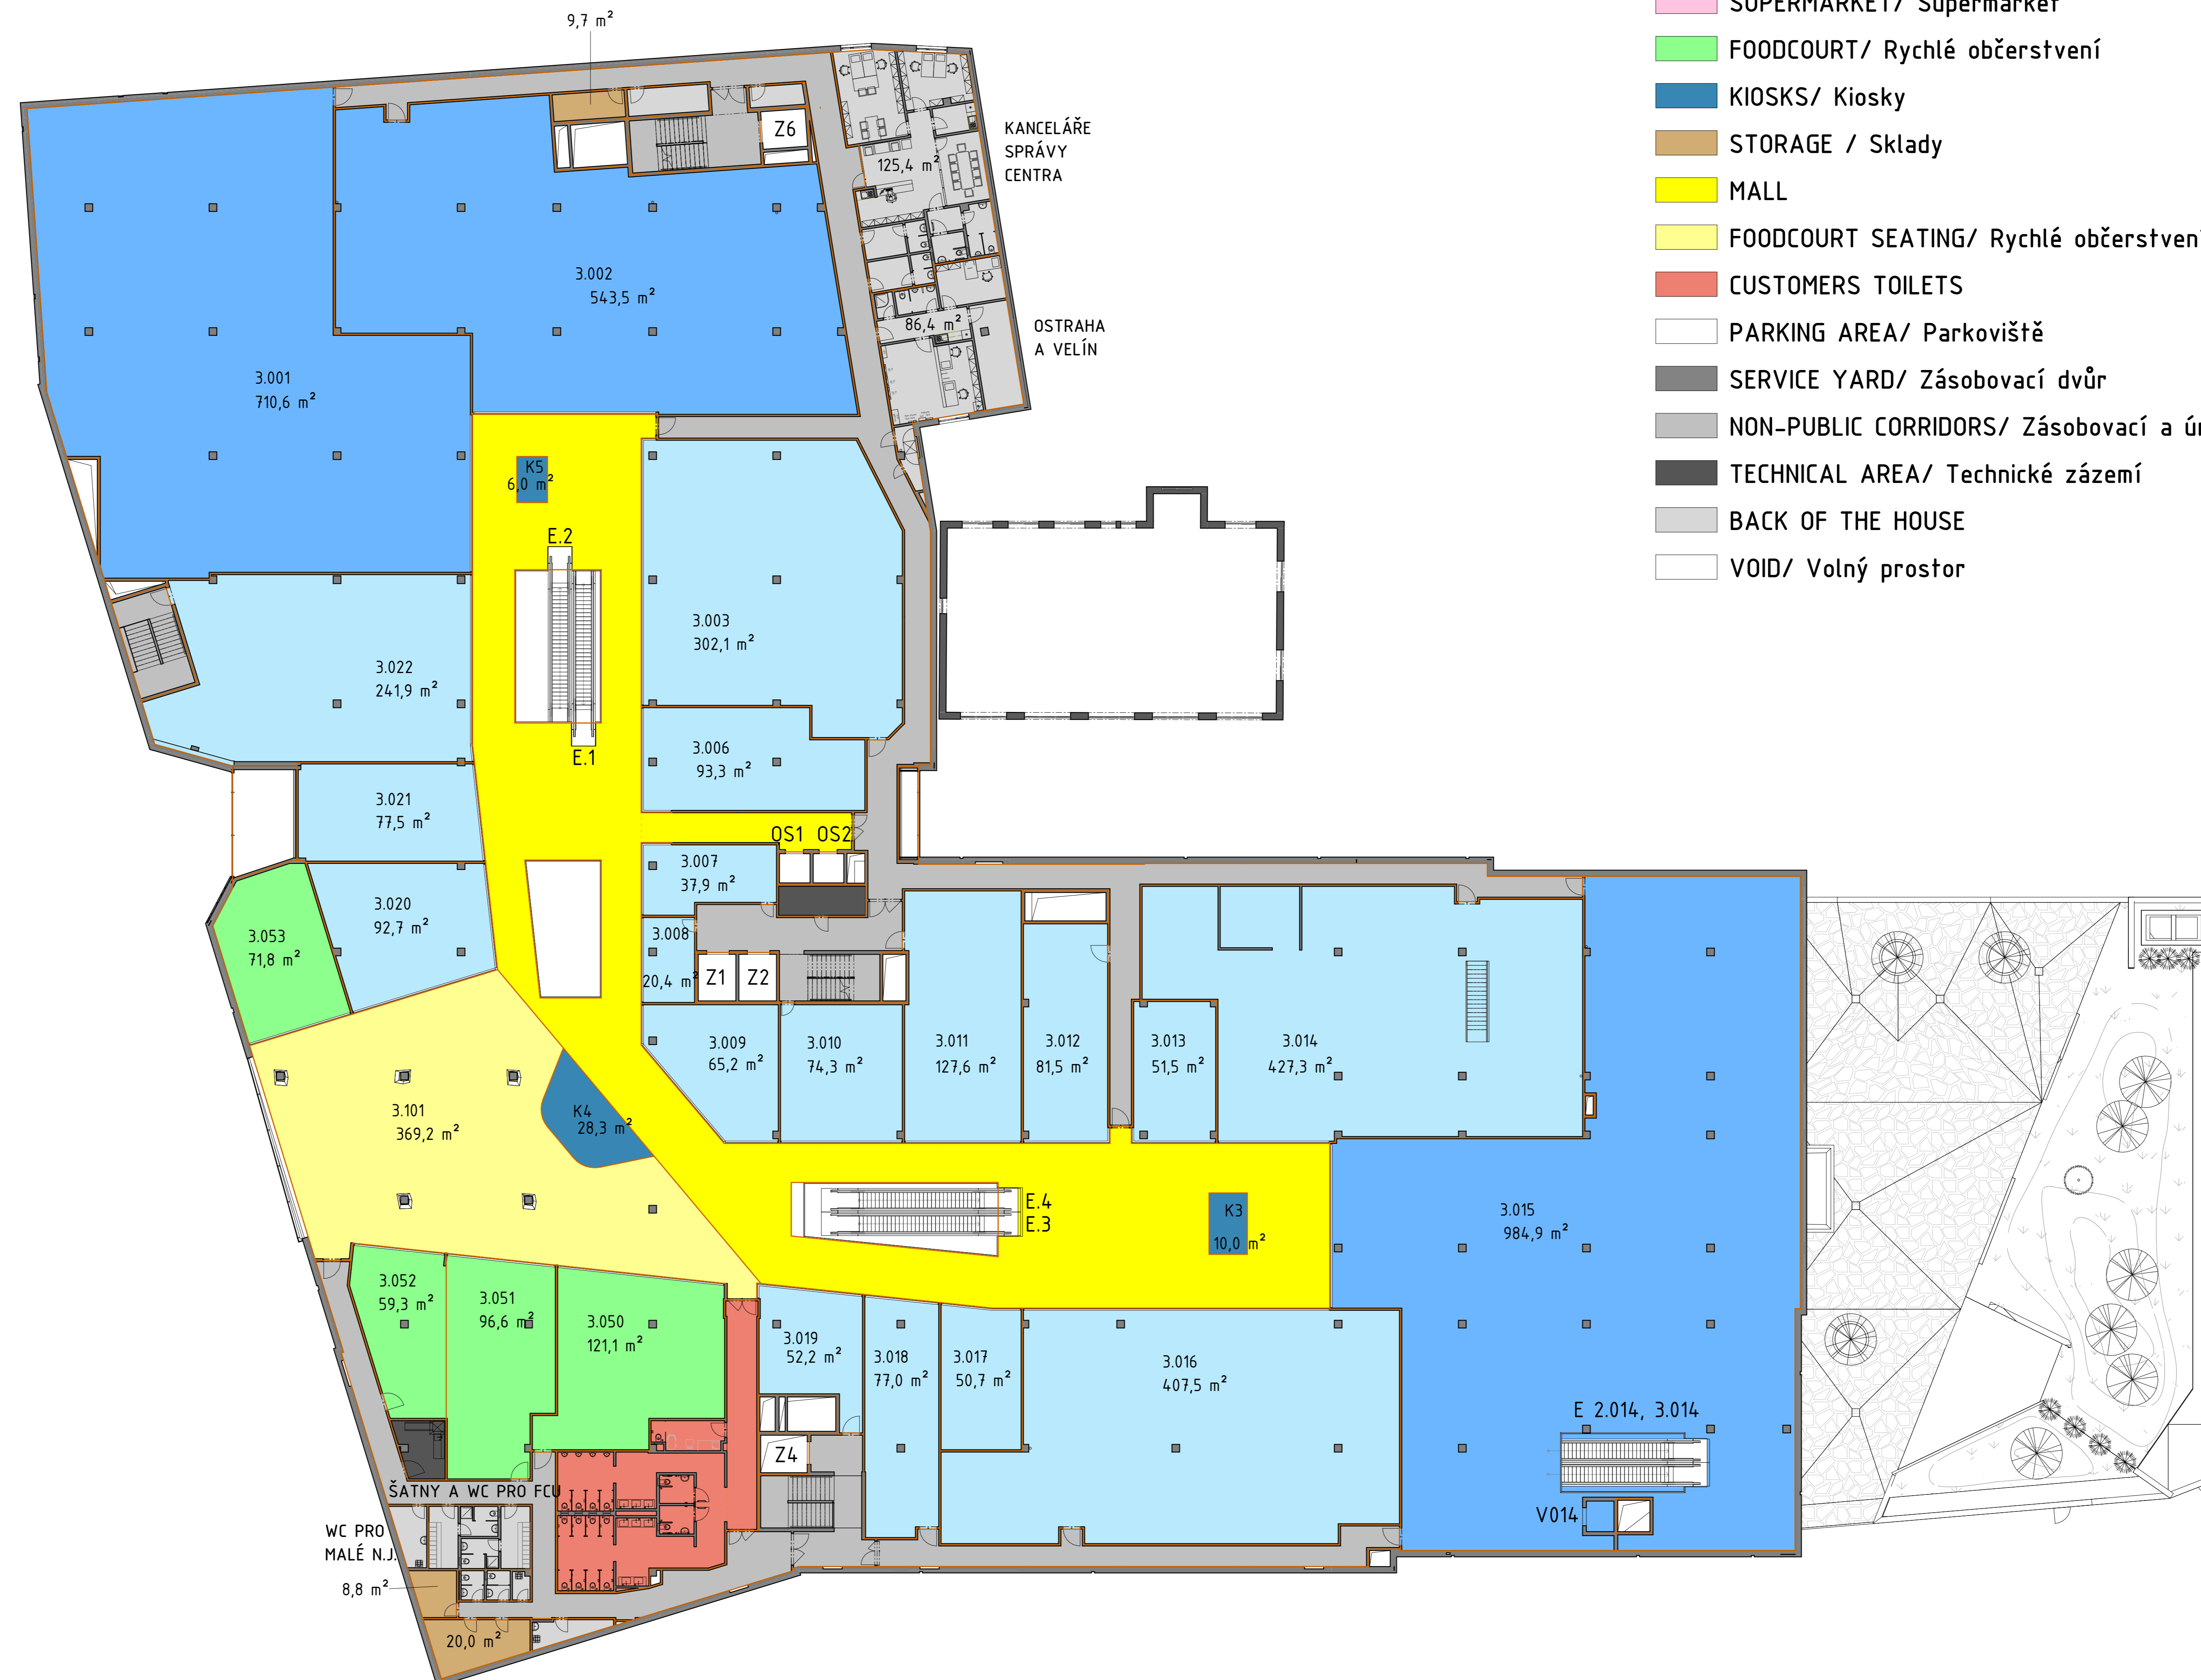 9,7 m²
SUPERMARKET/ Supermarket
FOODCOURT/ Rychlé občerstvení
KIOSKS/ Kiosky
STORAGE / Sklady
MALL
FOODCOURT SEATING/ Rychlé občerstvení
CUSTOMERS TOILETS
PARKING AREA/ Parkoviště
SERVICE YARD/ Zásobovací dvůr
NON-PUBLIC CORRIDORS/ Zásobovací a ún
TECHNICAL AREA/ Technické zázemí
BACK OF THE HOUSE
VOID/ Volný prostor
Z6
KANCELÁŘE
SPRÁVY
CENTRA
125,4 m²
3.002
543,5 m²
86,4 m²
OSTRAHA
A VELÍN
3.001
710,6 m²
K5
6,0 m²
E.2
3.003
302,1 m²
3.022
241,9 m²
E.1
3.006
93,3 m²
3.021
77,5 m²
OS1 OS2
3.007
37,9 m²
3.020
92,7 m²
3.053
71,8 m²
3.008
20,4 m²
Z1 Z2
3.009
65,2 m²
3.010
74,3 m²
3.011
127,6 m²
3.012
81,5 m²
3.013
51,5 m²
3.014
427,3 m²
3.101
369,2 m²
K4
28,3 m²
E.4
E.3
K3
10,0 m²
3.015
984,9 m²
3.052
59,3 m²
3.051
96,6 m²
3.050
121,1 m²
3.019
52,2 m²
3.018
77,0 m²
3.017
50,7 m²
3.016
407,5 m²
E 2.014, 3.014
Z4
V014
ŠATNY A WC PRO FCU
WC PRO
MALÉ N.J.
8,8 m²
20,0 m²